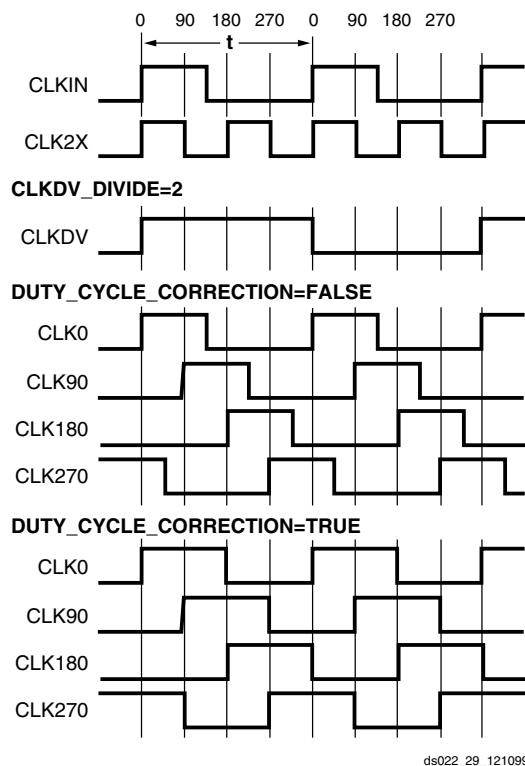 0 90 180 270 0 90 180 270
t
CLKIN
CLK2X
CLKDV_DIVIDE=2
CLKDV
DUTY_CYCLE_CORRECTION=FALSE
CLK0
CLK90
CLK180
CLK270
DUTY_CYCLE_CORRECTION=TRUE
CLK0
CLK90
CLK180
CLK270
ds022_29_121099